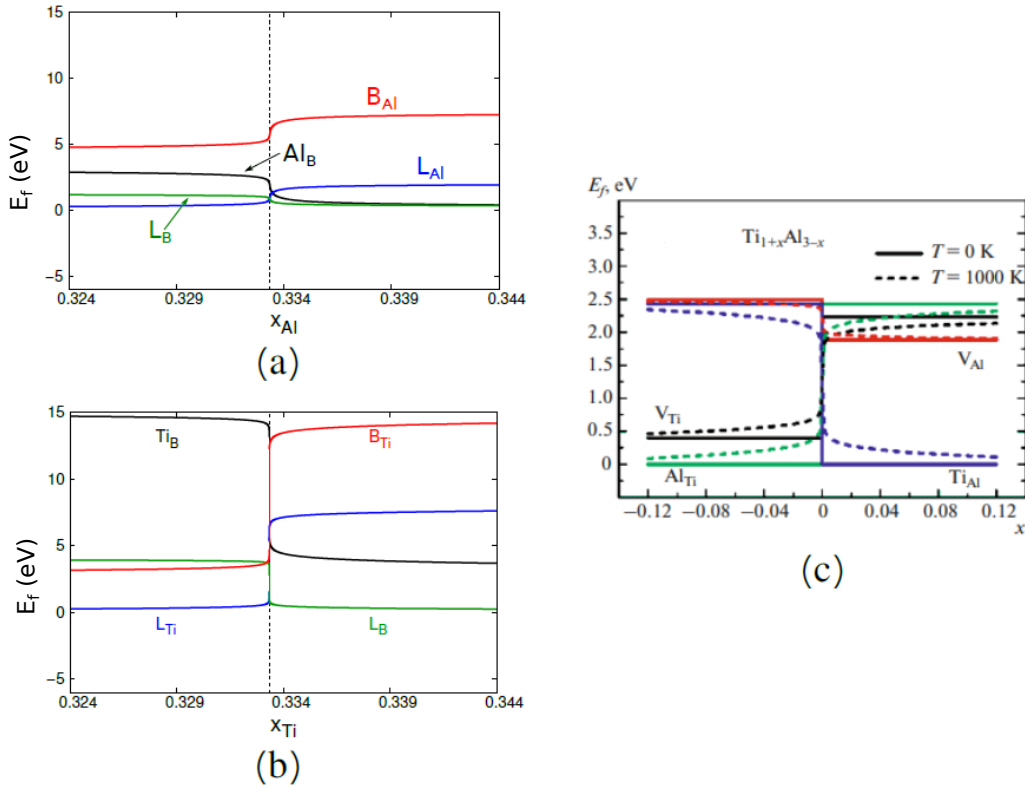 15
10
5
0
−5
E_f (eV)
B_Al
Al_B
L_Al
L_B
0.324 0.329 0.334 0.339 0.344
x_Al
(a)
15
10
5
0
−5
E_f (eV)
Ti_B
B_Ti
L_Ti
L_B
0.324 0.329 0.334 0.339 0.344
x_Ti
(b)
E_f, eV
3.5
3.0
2.5
2.0
1.5
1.0
0.5
0
Ti_{1+x}Al_{3−x}
T = 0 K
T = 1000 K
V_Al
V_Ti
Al_Ti
Ti_Al
−0.12 −0.08 −0.04 0 0.04 0.08 0.12
x
(c)